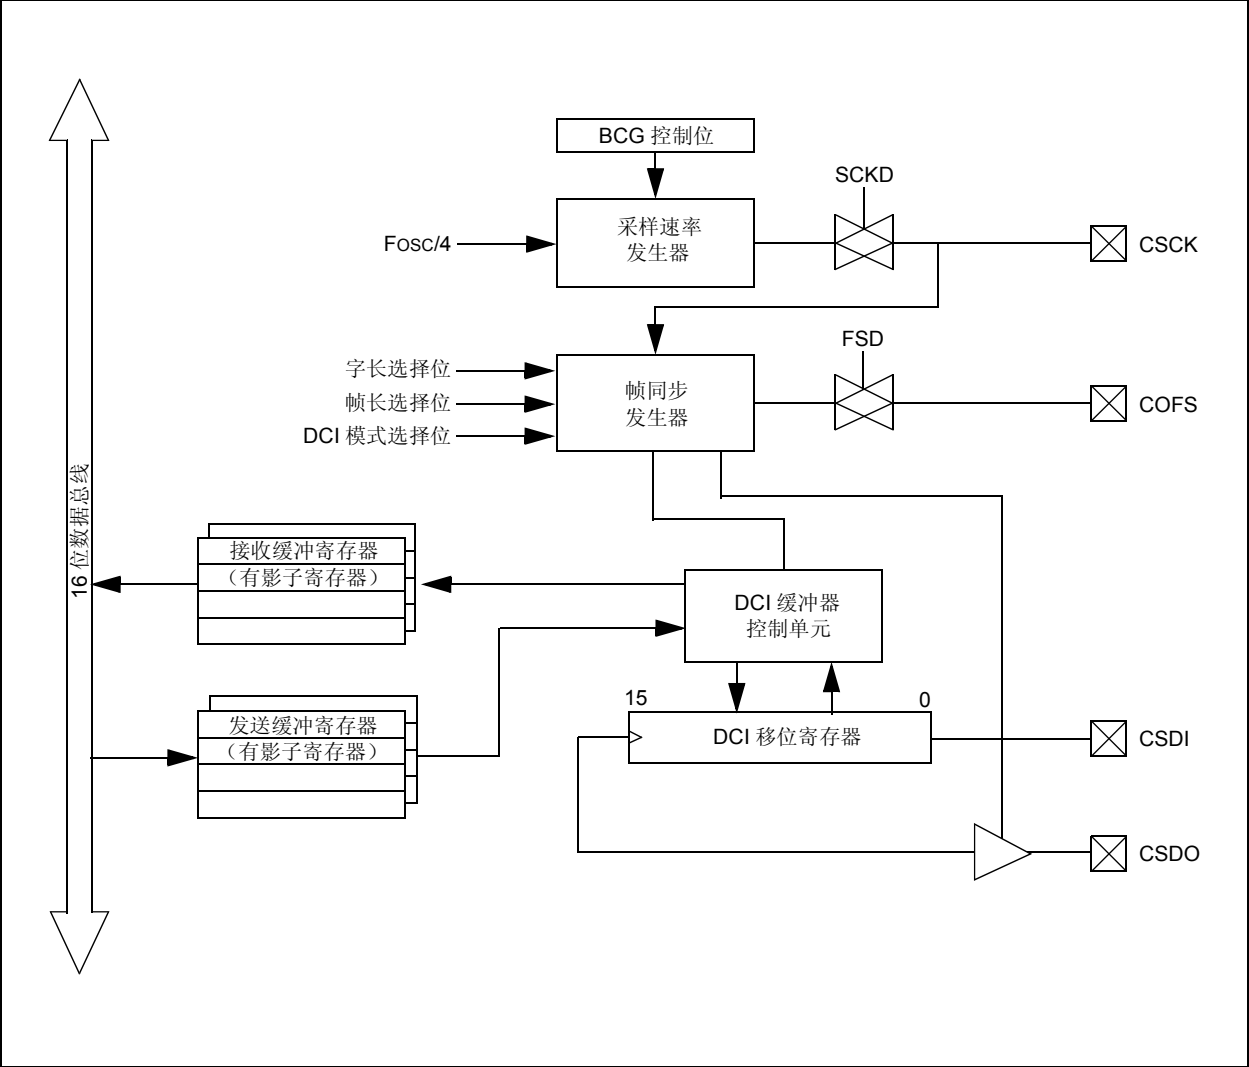 BCG 控制位
SCKD
采样速率
发生器
FOSC/4
CSCK
FSD
字长选择位
帧长选择位
DCI 模式选择位
帧同步
发生器
COFS
16 位数据总线
接收缓冲寄存器
（有影子寄存器）
DCI 缓冲器
控制单元
15
0
发送缓冲寄存器
（有影子寄存器）
DCI 移位寄存器
CSDI
CSDO